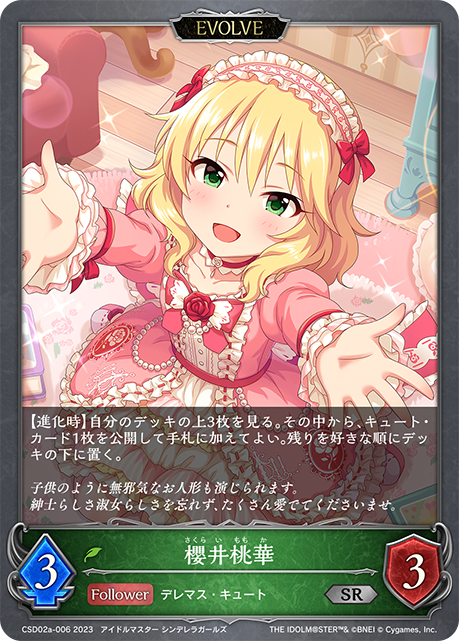 EVOLVE
【進化時】自分のデッキの上3枚を見る。その中から、キュート・
カード1枚を公開して手札に加えてよい。残りを好きな順にデッ
キの下に置く。
子供のように無邪気なお人形も演じられます。
紳士らしさ淑女らしさを忘れず、たくさん愛でてくださいませ。
さくらい ももか
櫻井桃華
3
3
Follower
デレマス・キュート
SR
CSD02a-006 2023 アイドルマスター シンデレラガールズ
THE IDOLM@STER™& ©BNEI © Cygames, Inc.